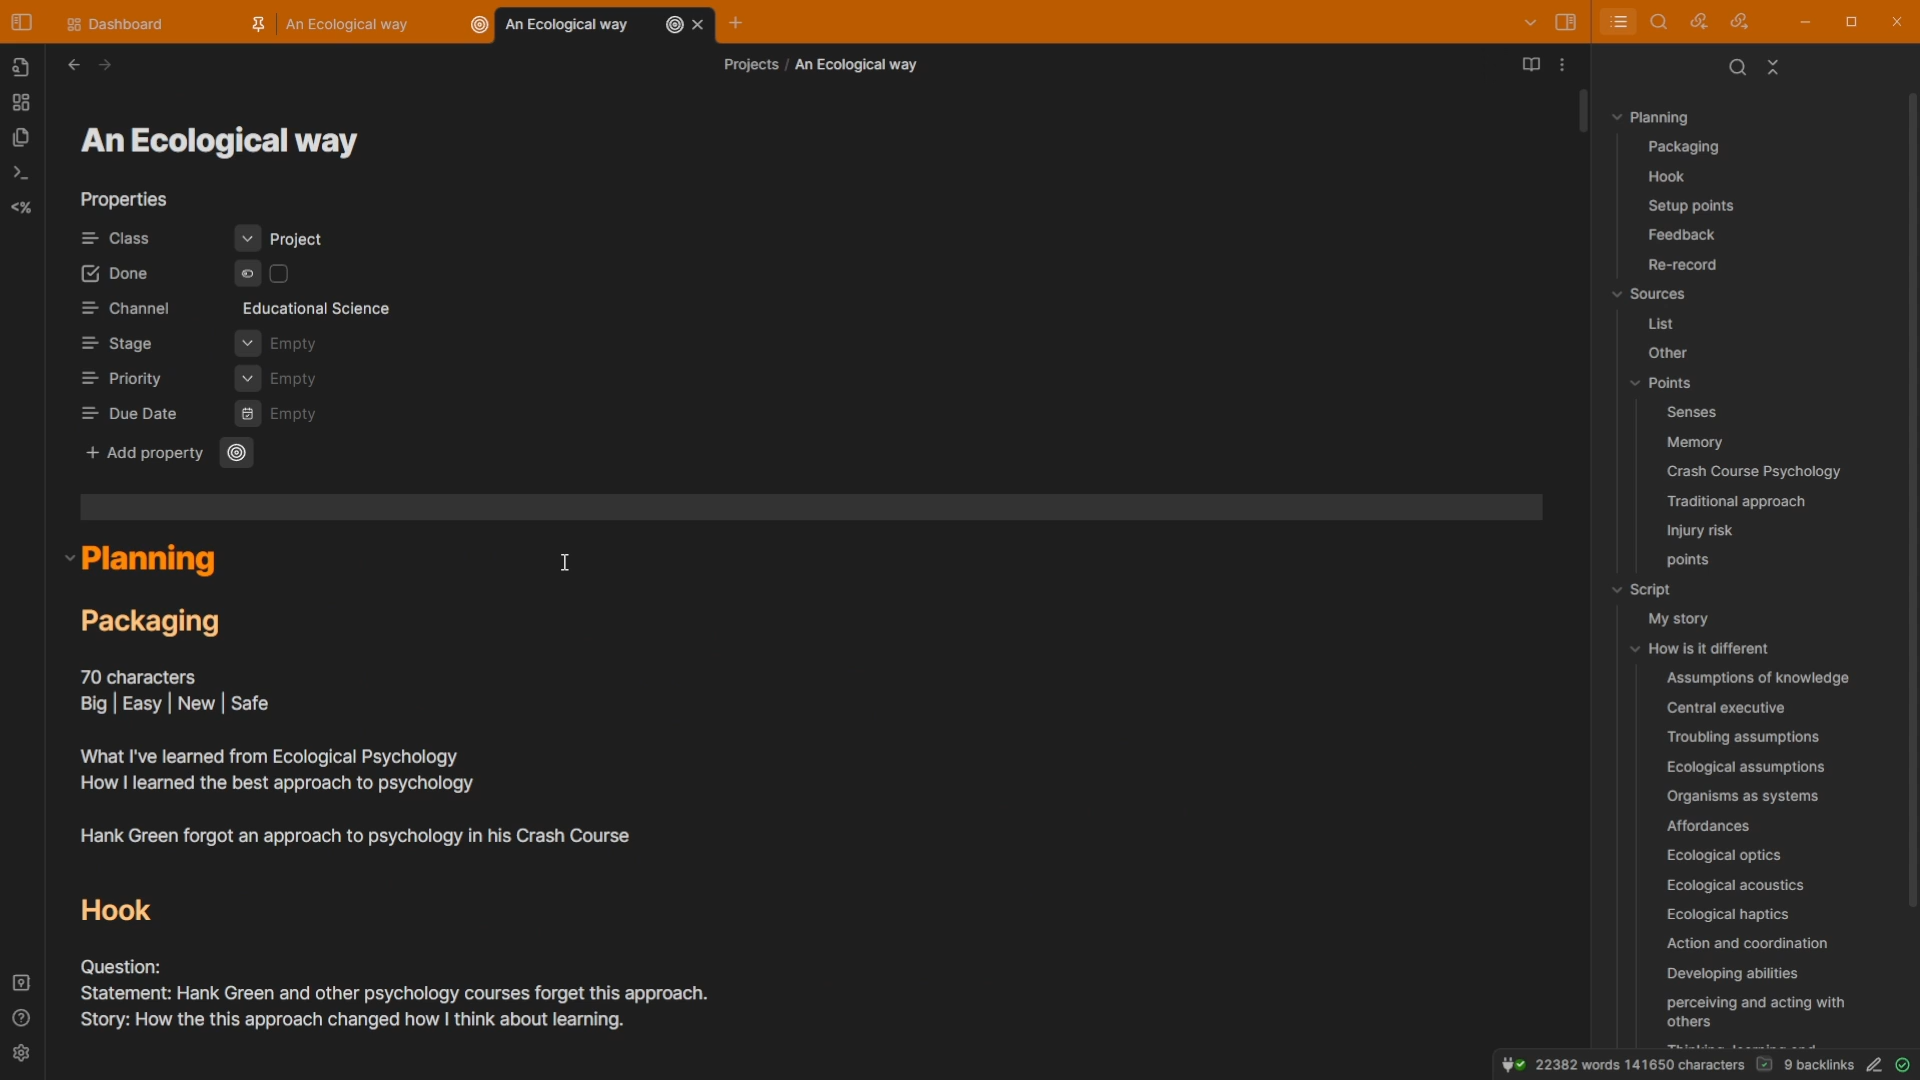 Dashboard
An Ecological way
An Ecological way
Projects / An Ecological way
An Ecological way
Properties
Class
Project
Done
Channel
Educational Science
Stage
Empty
Priority
Empty
Due Date
Empty
+ Add property
Planning
Packaging
70 characters
Big | Easy | New | Safe
What I've learned from Ecological Psychology
How I learned the best approach to psychology
Hank Green forgot an approach to psychology in his Crash Course
Hook
Question:
Statement: Hank Green and other psychology courses forget this approach.
Story: How the this approach changed how I think about learning.
Planning
Packaging
Hook
Setup points
Feedback
Re-record
Sources
List
Other
Points
Senses
Memory
Crash Course Psychology
Traditional approach
Injury risk
points
Script
My story
How is it different
Assumptions of knowledge
Central executive
Troubling assumptions
Ecological assumptions
Organisms as systems
Affordances
Ecological optics
Ecological acoustics
Ecological haptics
Action and coordination
Developing abilities
perceiving and acting with
others
22382 words 141650 characters
9 backlinks